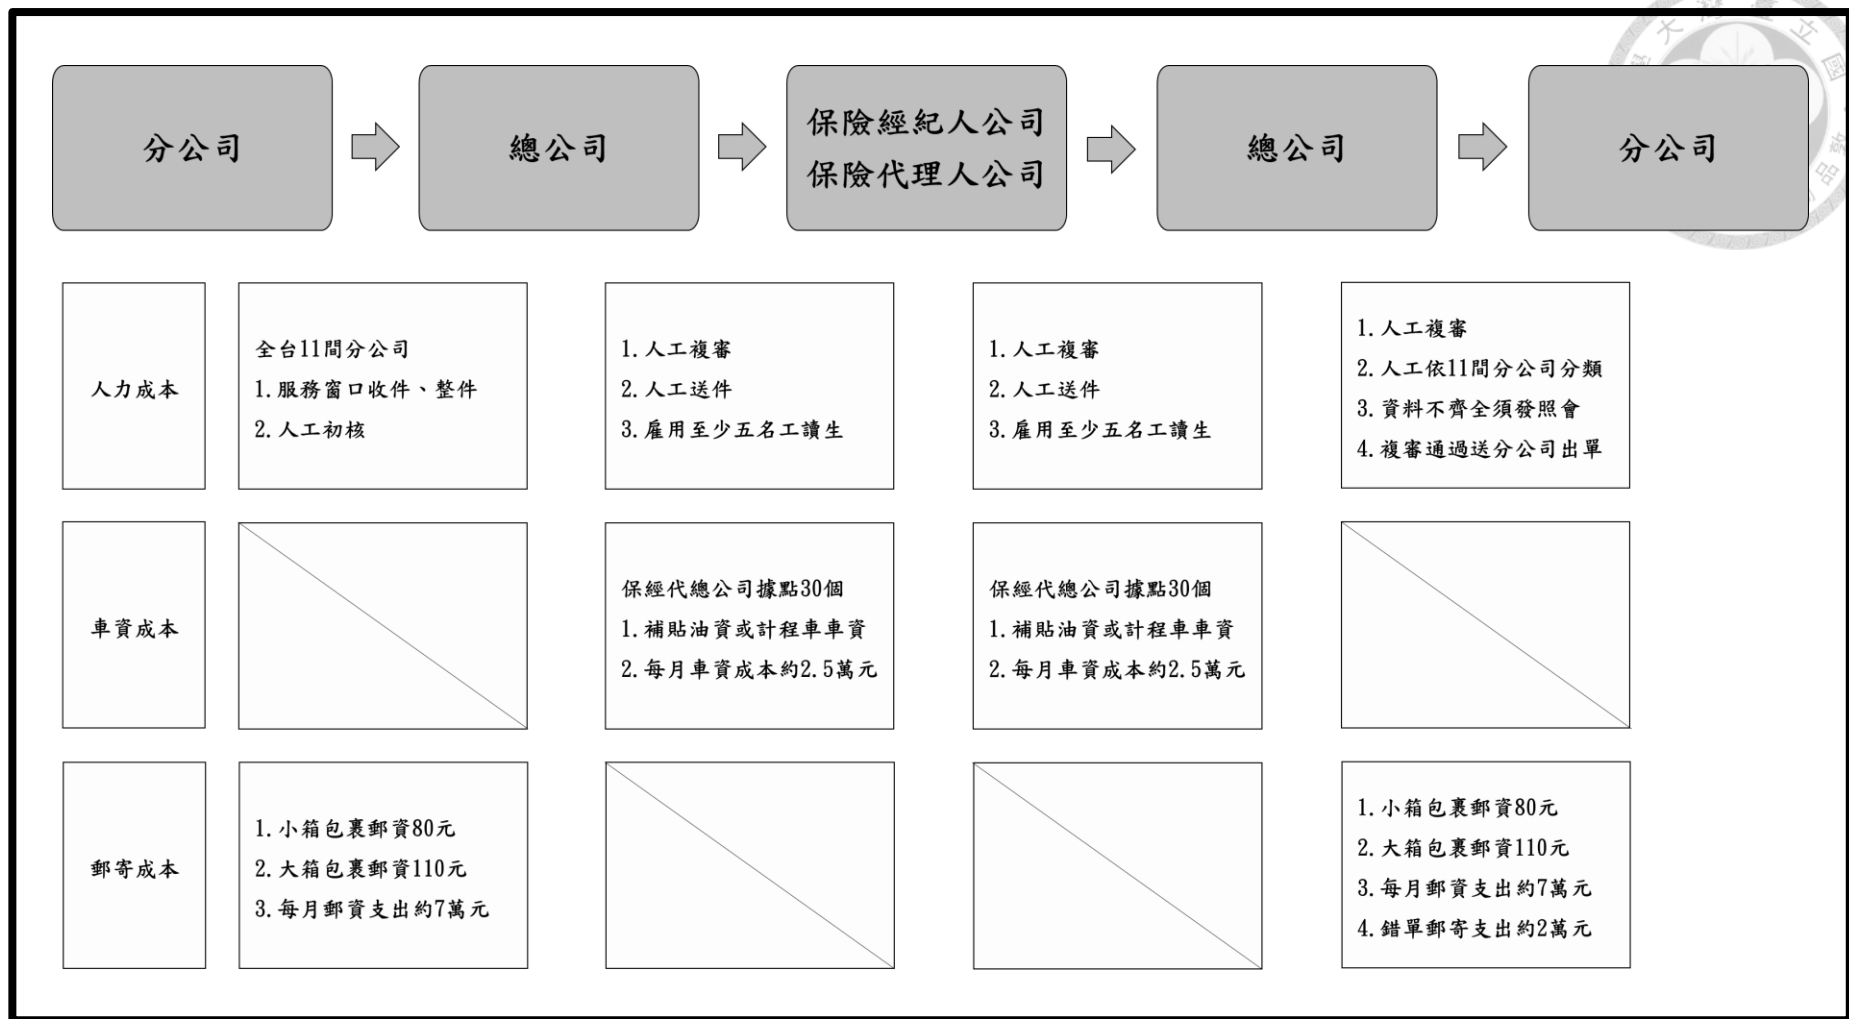 分公司
總公司
保險經紀人公司
保險代理人公司
總公司
分公司
人力成本
全台11間分公司
1.服務窗口收件、整件
2.人工初核
1.人工複審
2.人工送件
3.雇用至少五名工讀生
1.人工複審
2.人工送件
3.雇用至少五名工讀生
1.人工複審
2.人工依11間分公司分類
3.資料不齊全須發照會
4.複審通過送分公司出單
車資成本
保經代總公司據點30個
1.補貼油資或計程車車資
2.每月車資成本約2.5萬元
保經代總公司據點30個
1.補貼油資或計程車車資
2.每月車資成本約2.5萬元
郵寄成本
1.小箱包裹郵資80元
2.大箱包裹郵資110元
3.每月郵資支出約7萬元
1.小箱包裹郵資80元
2.大箱包裹郵資110元
3.每月郵資支出約7萬元
4.錯單郵寄支出約2萬元